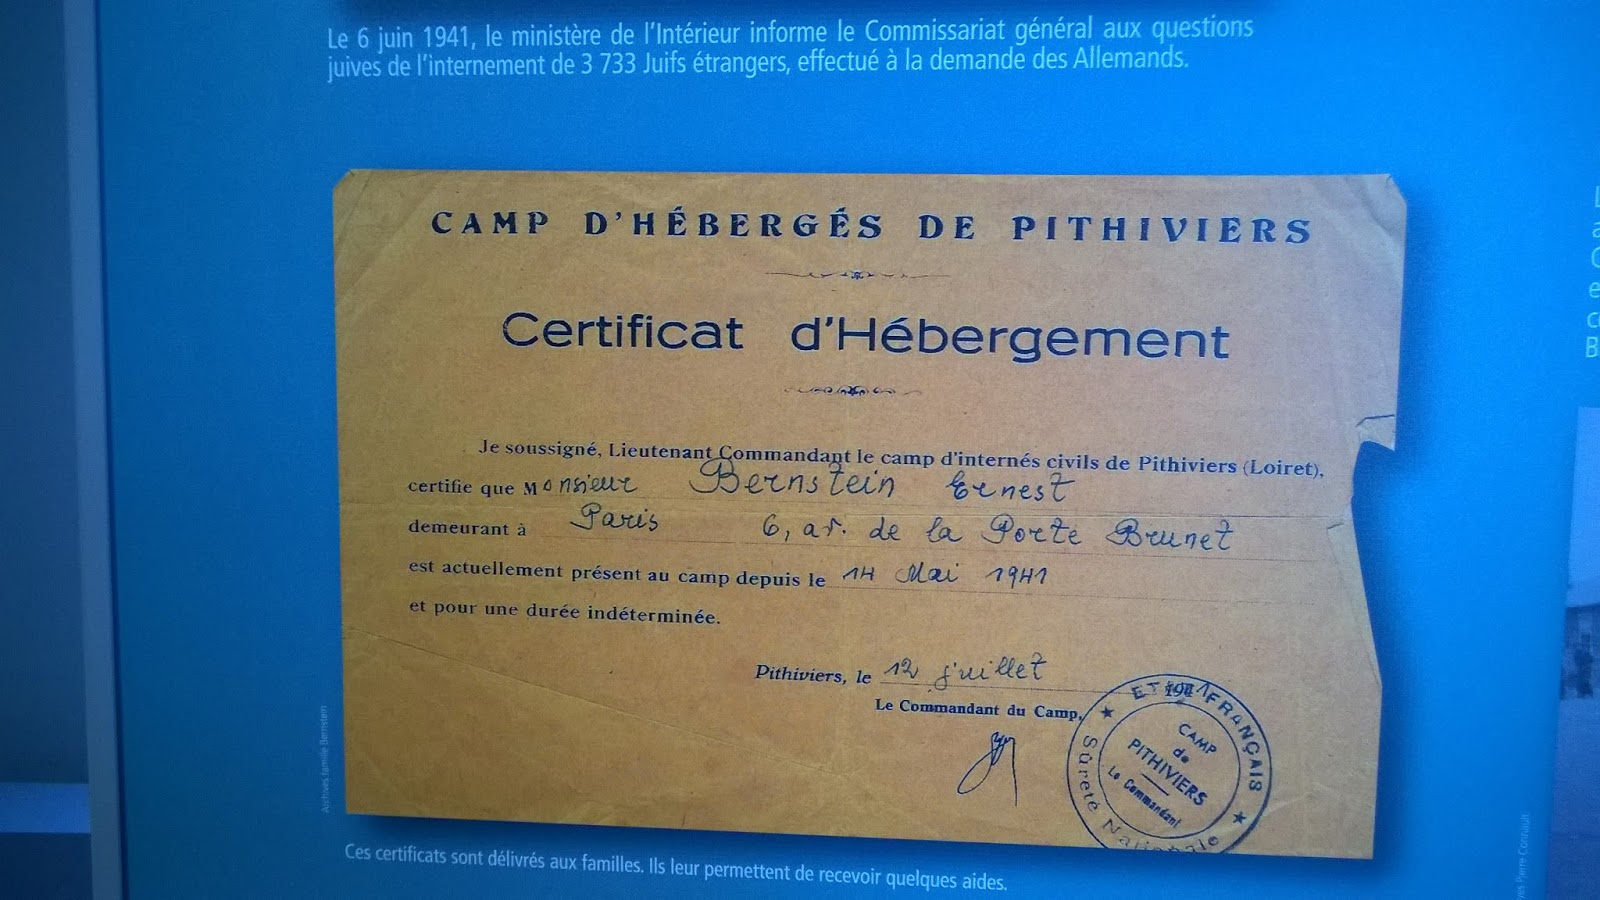 Le 6 juin 1941, le ministère de l'Intérieur informe le Commissariat général aux questions
juives de l'internement de 3 733 Juifs étrangers, effectué à la demande des Allemands.
CAMP D'HÉBERGÉS DE PITHIVIERS
Certificat d'Hébergement
Je soussigné, Lieutenant Commandant le camp d'internés civils de Pithiviers (Loiret),
certifie que Monsieur Bernstein Ernest
demeurant à Paris 6, av. de la Porte Brunet
est actuellement présent au camp depuis le 14 Mai 1941
et pour une durée indéterminée.
Pithiviers, le 12 juillet 1941
Le Commandant du Camp,
ETAT FRANÇAIS
CAMP
de
PITHIVIERS
Le Commandant
Sûreté Nationale
Archives famille Bernstein
Ces certificats sont délivrés aux familles. Ils leur permettent de recevoir quelques aides.